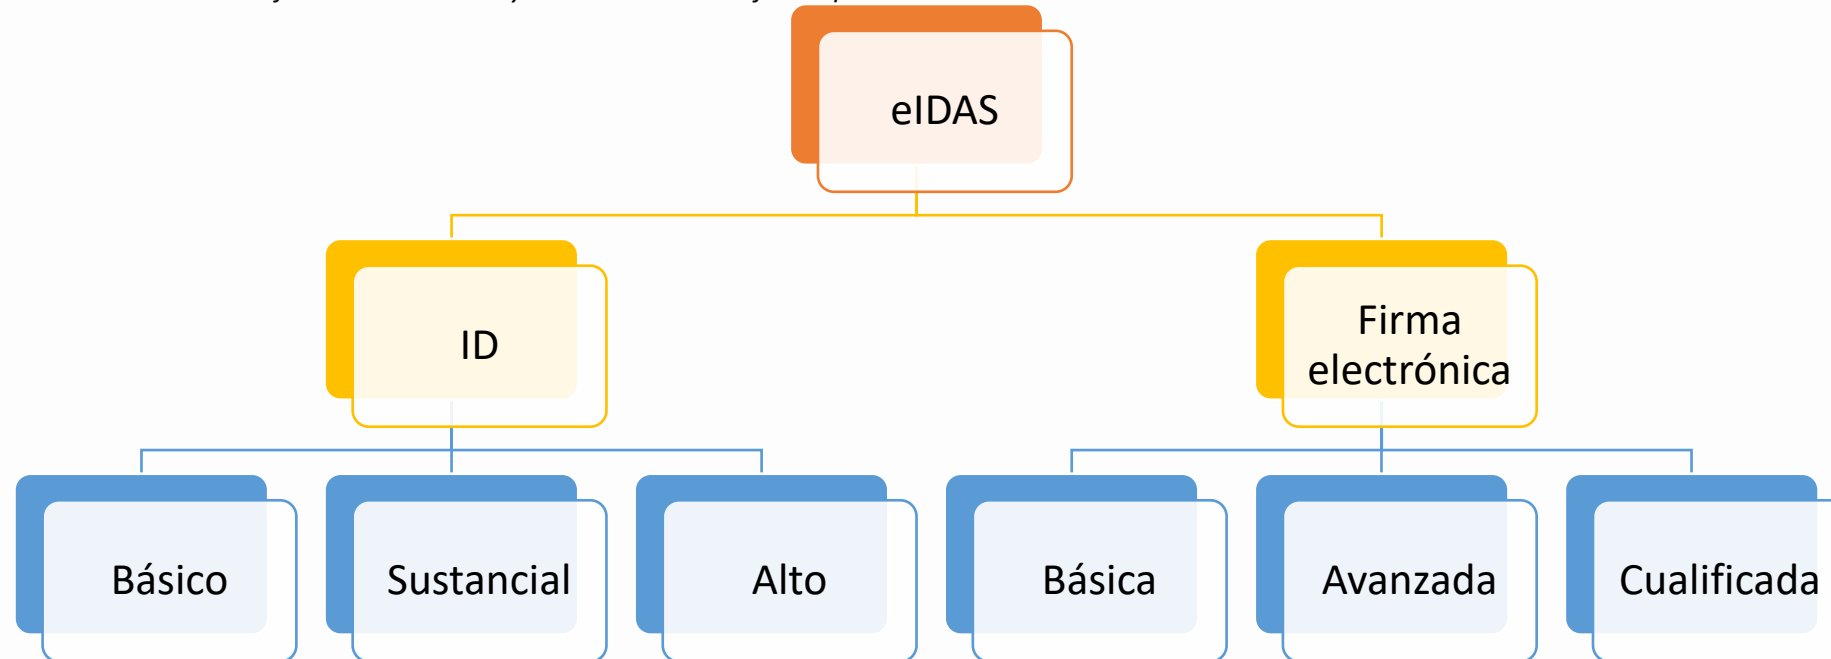 eIDAS
ID
Firma
electrónica
Básico
Sustancial
Alto
Básica
Avanzada
Cualificada